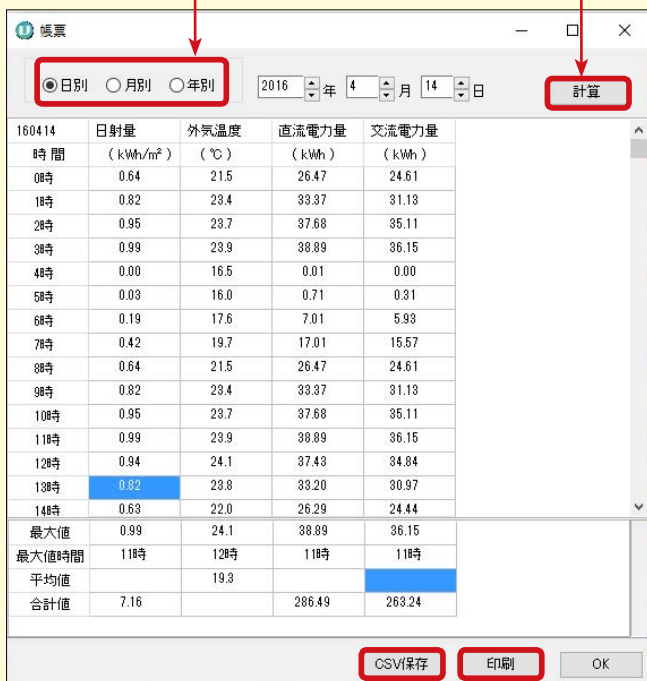 帳票
日別 月別 年別 2016 年 4 月 14 日 計算
160414 日射量 外気温度 直流電力量 交流電力量
時間 (kWh/m²) (℃) (kWh) (kWh)
0時 0.64 21.5 26.47 24.61
1時 0.82 23.4 33.37 31.13
2時 0.95 23.7 37.68 35.11
3時 0.99 23.9 38.89 36.15
4時 0.00 16.5 0.01 0.00
5時 0.03 16.0 0.71 0.31
6時 0.19 17.6 7.01 5.93
7時 0.42 19.7 17.01 15.57
8時 0.64 21.5 26.47 24.61
9時 0.82 23.4 33.37 31.13
10時 0.95 23.7 37.68 35.11
11時 0.99 23.9 38.89 36.15
12時 0.94 24.1 37.43 34.84
13時 0.82 23.8 33.20 30.97
14時 0.63 22.0 26.29 24.44
最大値 0.99 24.1 38.89 36.15
最大値時間 11時 12時 11時 11時
平均値 19.3
合計値 7.16 286.49 263.24
CSV保存 印刷 OK